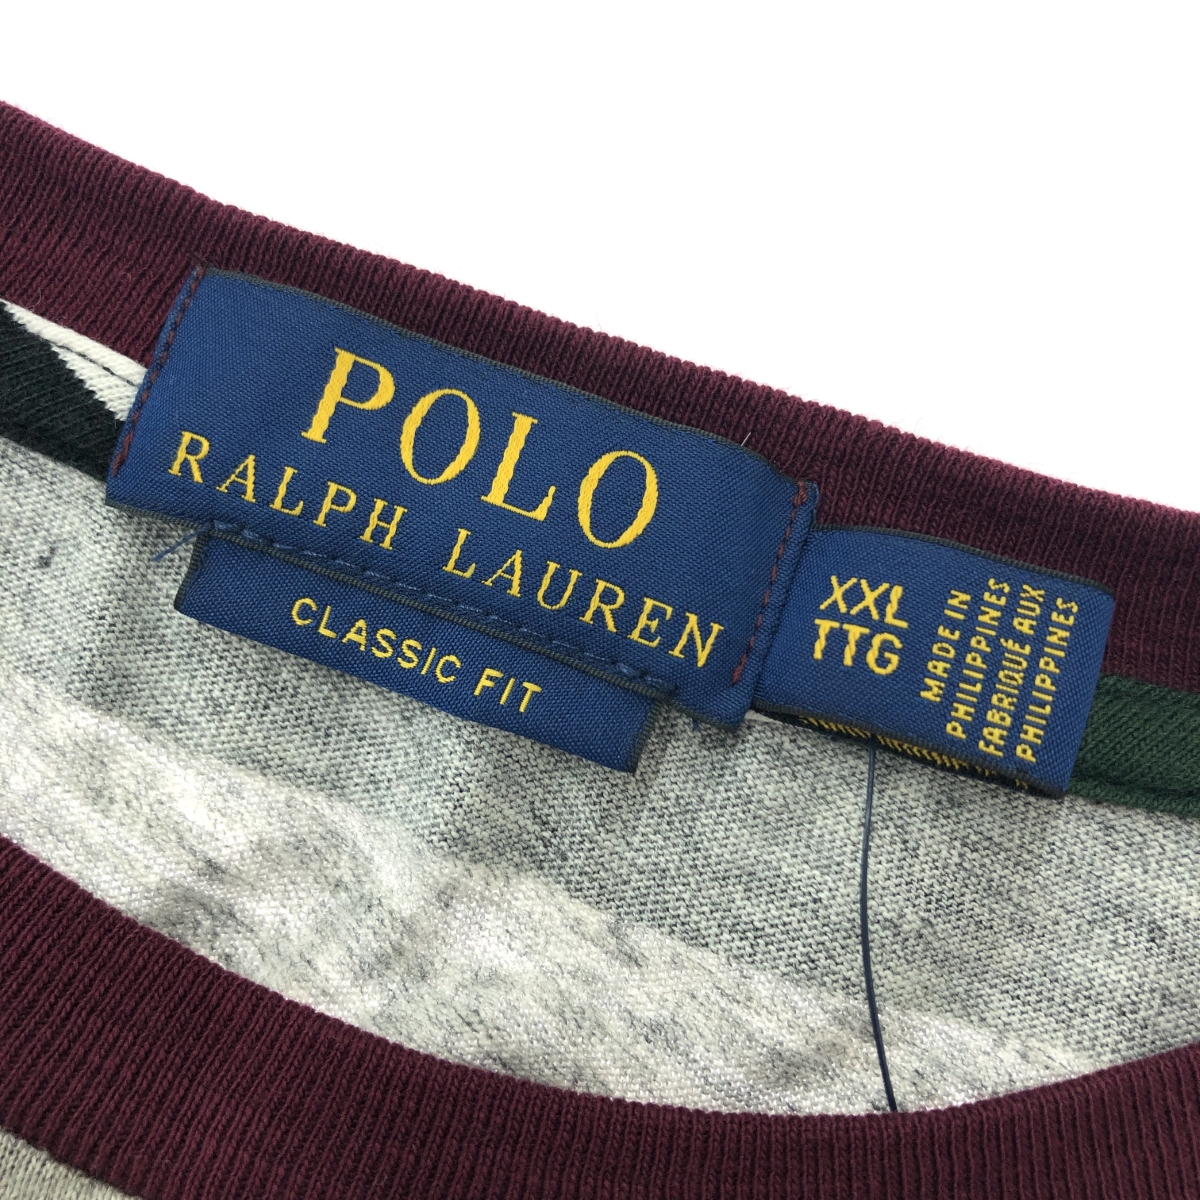 POLO
RALPH LAUREN
CLASSIC FIT
XXL
TTG
MADE IN
PHILIPPINES
FABRIQUÉ AUX
PHILIPPINES